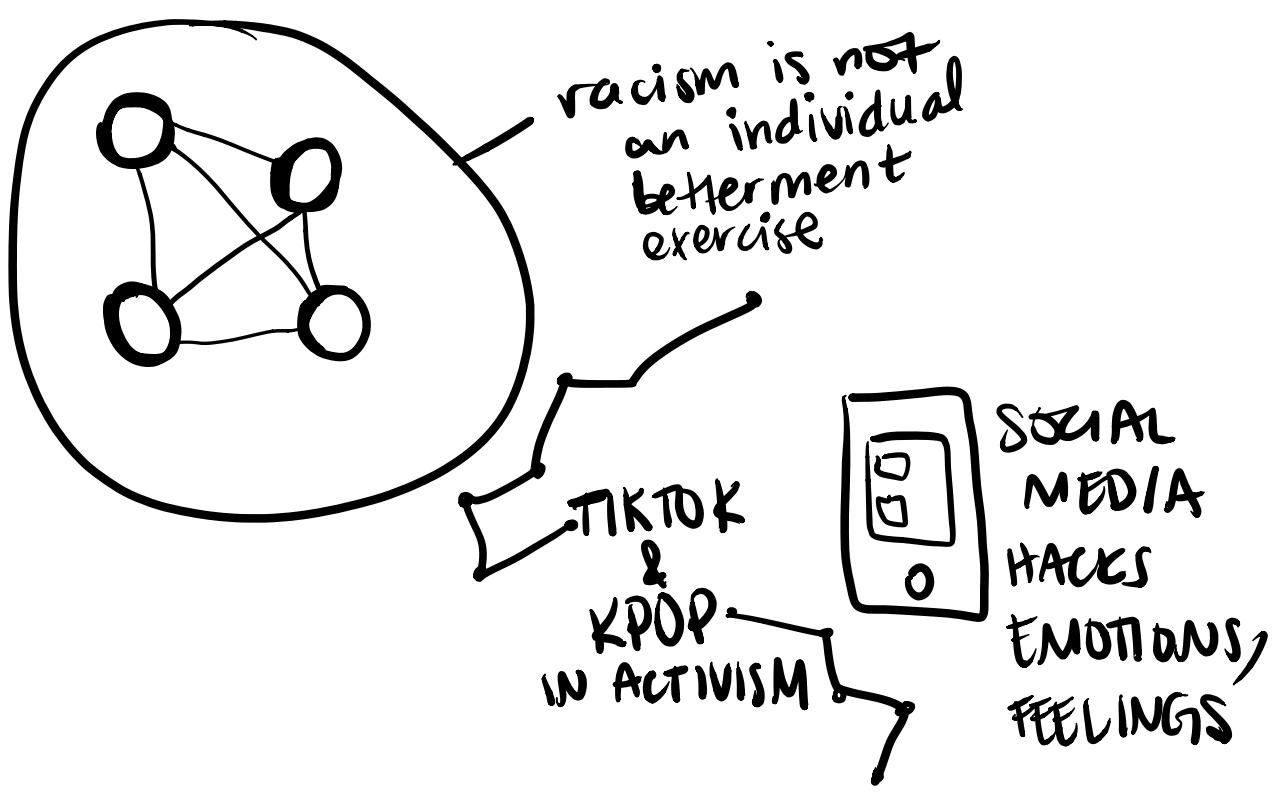 racism is not
an individual
betterment
exercise
TIKTOK
&
KPOP
IN ACTIVISM
SOCIAL
MEDIA
HACKS
EMOTIONS,
FEELINGS